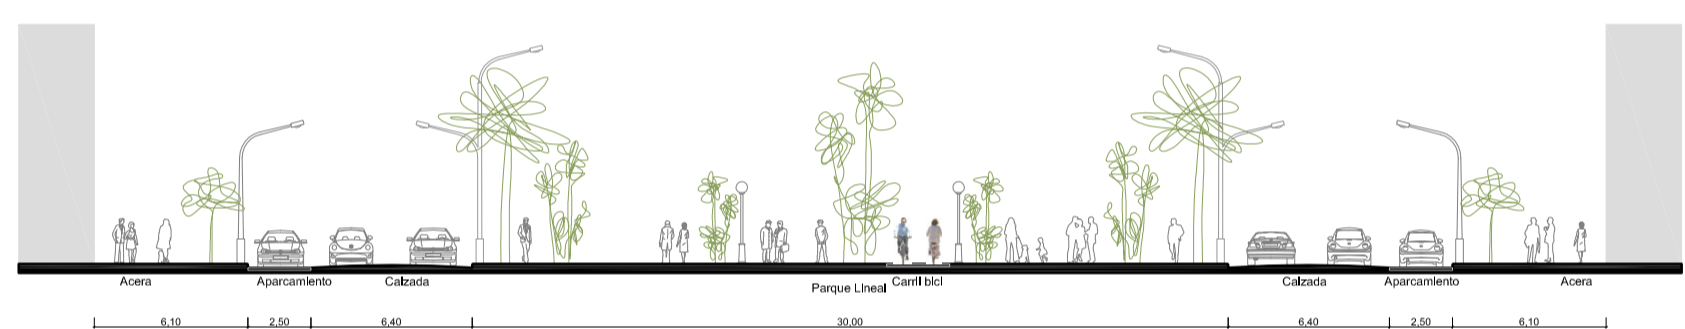 Acera Aparcamiento Calzada Parque Lineal Carril bici Calzada Aparcamiento Acera
6,10 2,50 6,40 30,00 6,40 2,50 6,10